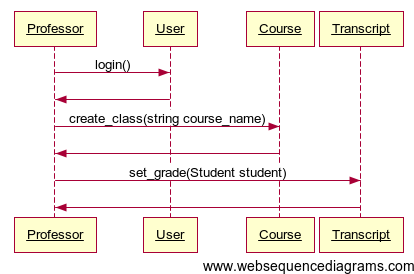 Professor User Course Transcript
login()
create_class(string course_name)
set_grade(Student student)
Professor User Course Transcript
www.websequencediagrams.com